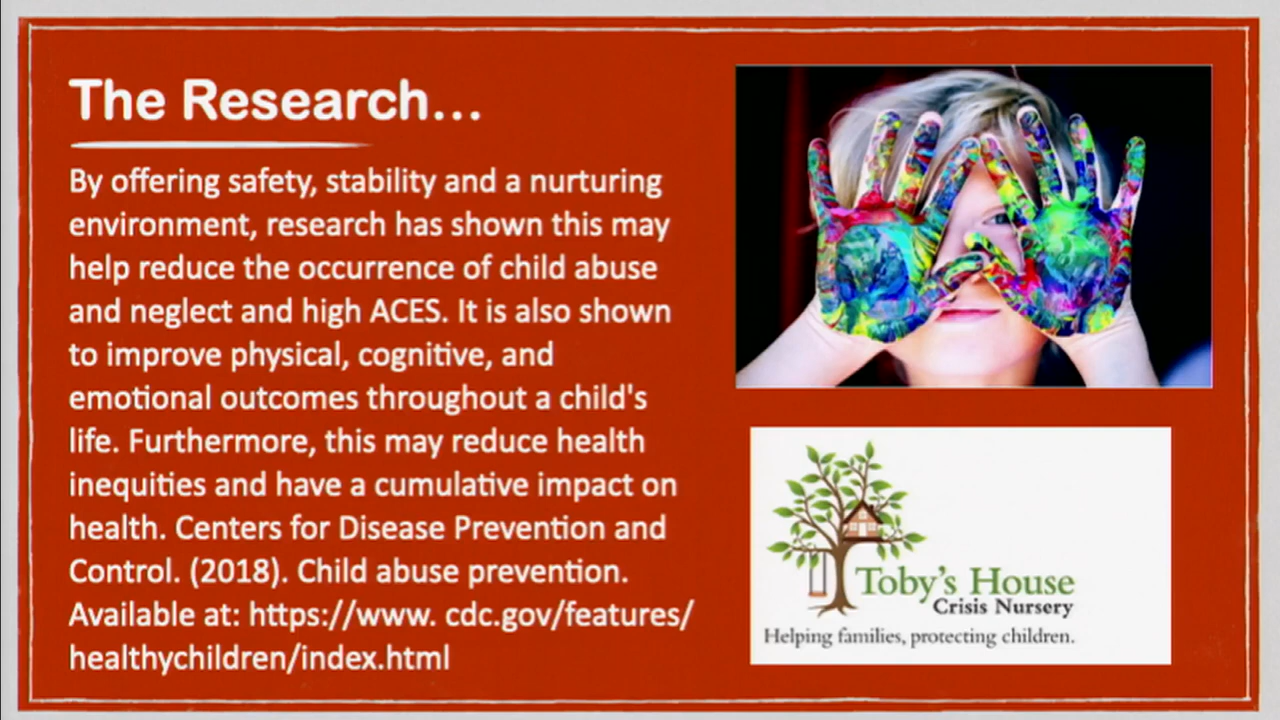 The Research...
By offering safety, stability and a nurturing
environment, research has shown this may
help reduce the occurrence of child abuse
and neglect and high ACES. It is also shown
to improve physical, cognitive, and
emotional outcomes throughout a child's
life. Furthermore, this may reduce health
inequities and have a cumulative impact on
health. Centers for Disease Prevention and
Control. (2018). Child abuse prevention.
Available at: https://www. cdc.gov/features/
healthychildren/index.html
Toby's House
Crisis Nursery
Helping families, protecting children.